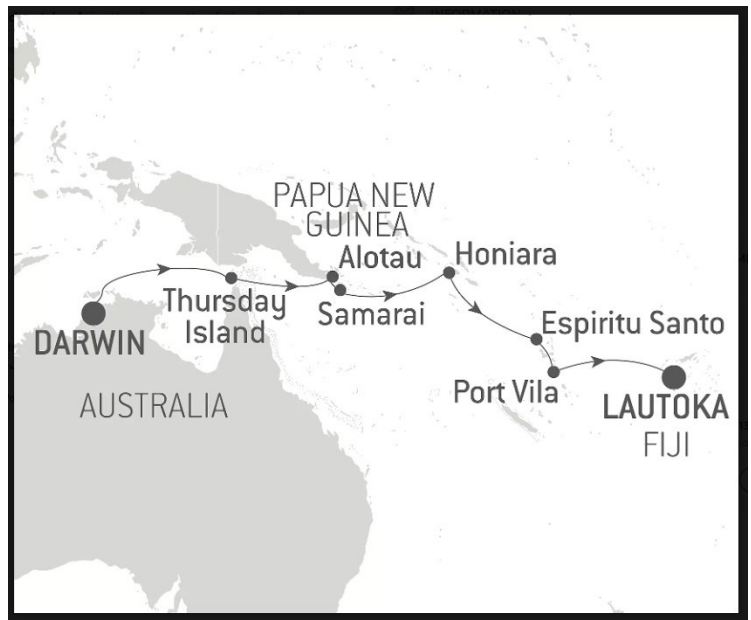 PAPUA NEW
GUINEA
Alotau
Honiara
Thursday
Island
Samarai
DARWIN
Espiritu Santo
Port Vila
AUSTRALIA
LAUTOKA
FIJI